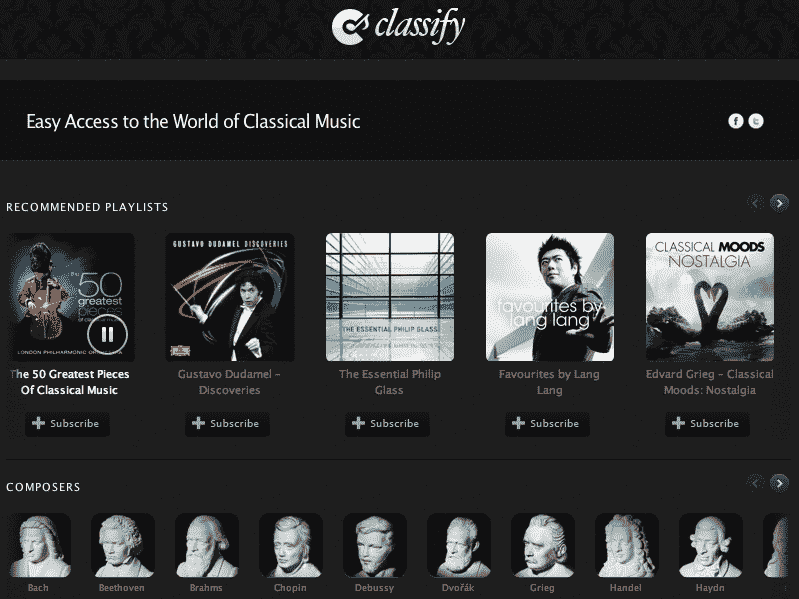 classify
Easy Access to the World of Classical Music
RECOMMENDED PLAYLISTS
the 50
greatest
pieces
LONDON PHILHARMONIC ORCHESTRA
GUSTAVO DUDAMEL DISCOVERIES
THE ESSENTIAL PHILIP GLASS
favourites by
lang lang
CLASSICAL MOODS
NOSTALGIA
The 50 Greatest Pieces
Of Classical Music
Gustavo Dudamel –
Discoveries
The Essential Philip
Glass
Favourites by Lang
Lang
Edvard Grieg – Classical
Moods: Nostalgia
Subscribe
Subscribe
Subscribe
Subscribe
Subscribe
COMPOSERS
Bach
Beethoven
Brahms
Chopin
Debussy
Dvořák
Grieg
Handel
Haydn